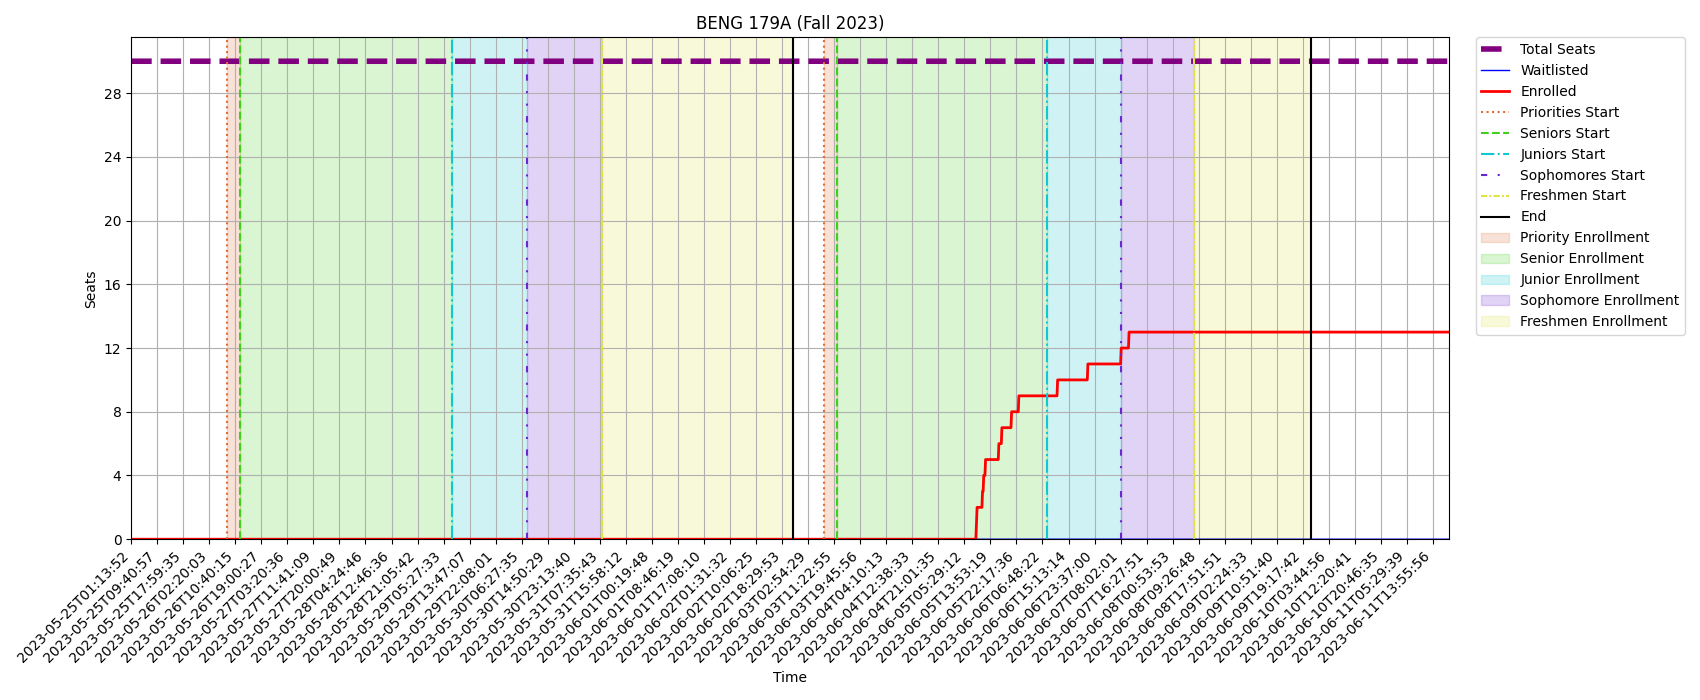 BENG 179A (Fall 2023)
Total Seats
Waitlisted
Enrolled
Priorities Start
Seniors Start
Juniors Start
Sophomores Start
Freshmen Start
End
Priority Enrollment
Senior Enrollment
Junior Enrollment
Sophomore Enrollment
Freshmen Enrollment
Seats
28
24
20
16
12
8
4
0
2023-05-25T01:13:52
2023-05-25T09:40:57
2023-05-25T17:59:35
2023-05-26T02:20:03
2023-05-26T10:40:15
2023-05-26T19:00:27
2023-05-27T03:20:36
2023-05-27T11:41:09
2023-05-27T20:00:49
2023-05-28T04:24:46
2023-05-28T12:46:36
2023-05-28T21:05:42
2023-05-29T05:27:33
2023-05-29T13:47:07
2023-05-29T22:08:01
2023-05-30T06:27:35
2023-05-30T14:50:29
2023-05-30T23:13:40
2023-05-31T07:35:43
2023-05-31T15:58:12
2023-06-01T00:19:48
2023-06-01T08:46:19
2023-06-01T17:08:10
2023-06-02T01:31:32
2023-06-02T10:06:25
2023-06-02T18:29:53
2023-06-03T02:54:29
2023-06-03T11:22:55
2023-06-03T19:45:56
2023-06-04T04:10:13
2023-06-04T12:38:33
2023-06-04T21:01:35
2023-06-05T05:29:12
2023-06-05T13:53:19
2023-06-05T22:17:36
2023-06-06T06:48:22
2023-06-06T15:13:14
2023-06-06T23:37:00
2023-06-07T08:02:01
2023-06-07T16:27:51
2023-06-08T00:53:53
2023-06-08T09:26:48
2023-06-08T17:51:51
2023-06-09T02:24:33
2023-06-09T10:51:40
2023-06-09T19:17:42
2023-06-10T03:44:56
2023-06-10T12:20:41
2023-06-10T20:46:35
2023-06-11T05:29:39
2023-06-11T13:55:56
Time